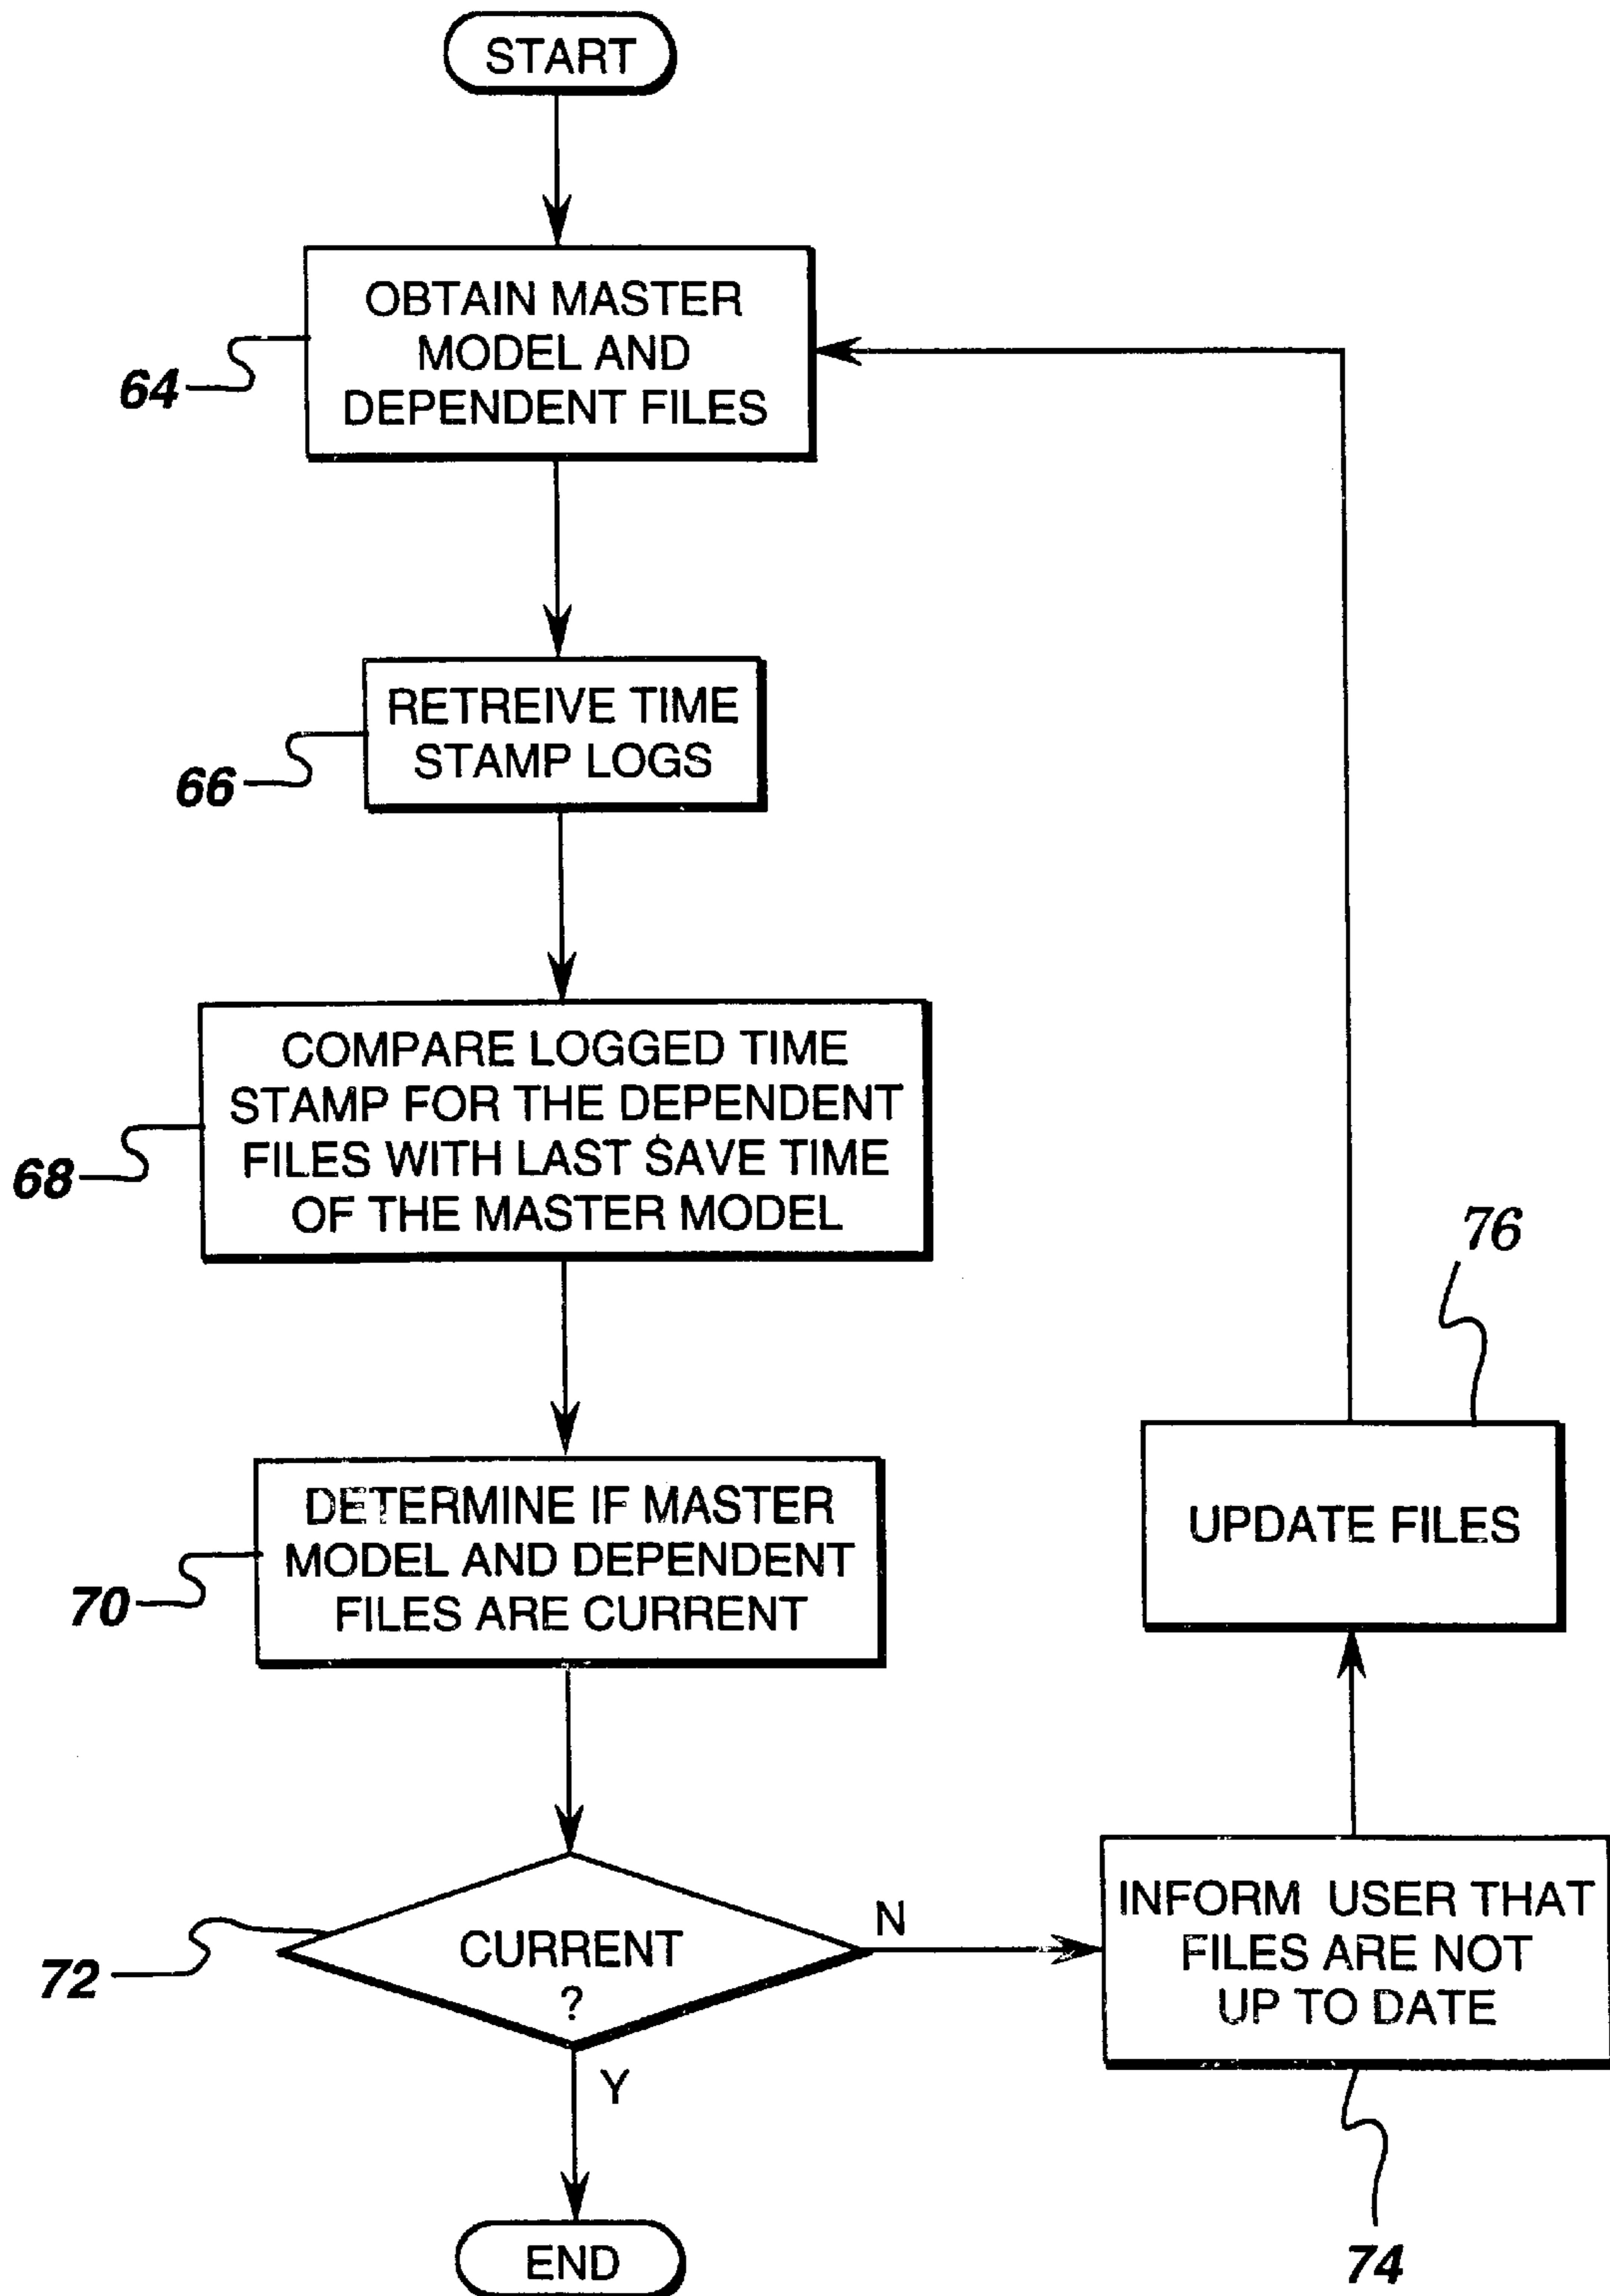 START
OBTAIN MASTER
MODEL AND
DEPENDENT FILES
64
RETREIVE TIME
STAMP LOGS
66
COMPARE LOGGED TIME
STAMP FOR THE DEPENDENT
FILES WITH LAST SAVE TIME
OF THE MASTER MODEL
68
DETERMINE IF MASTER
MODEL AND DEPENDENT
FILES ARE CURRENT
70
CURRENT
?
72
N
Y
INFORM USER THAT
FILES ARE NOT
UP TO DATE
74
UPDATE FILES
76
END